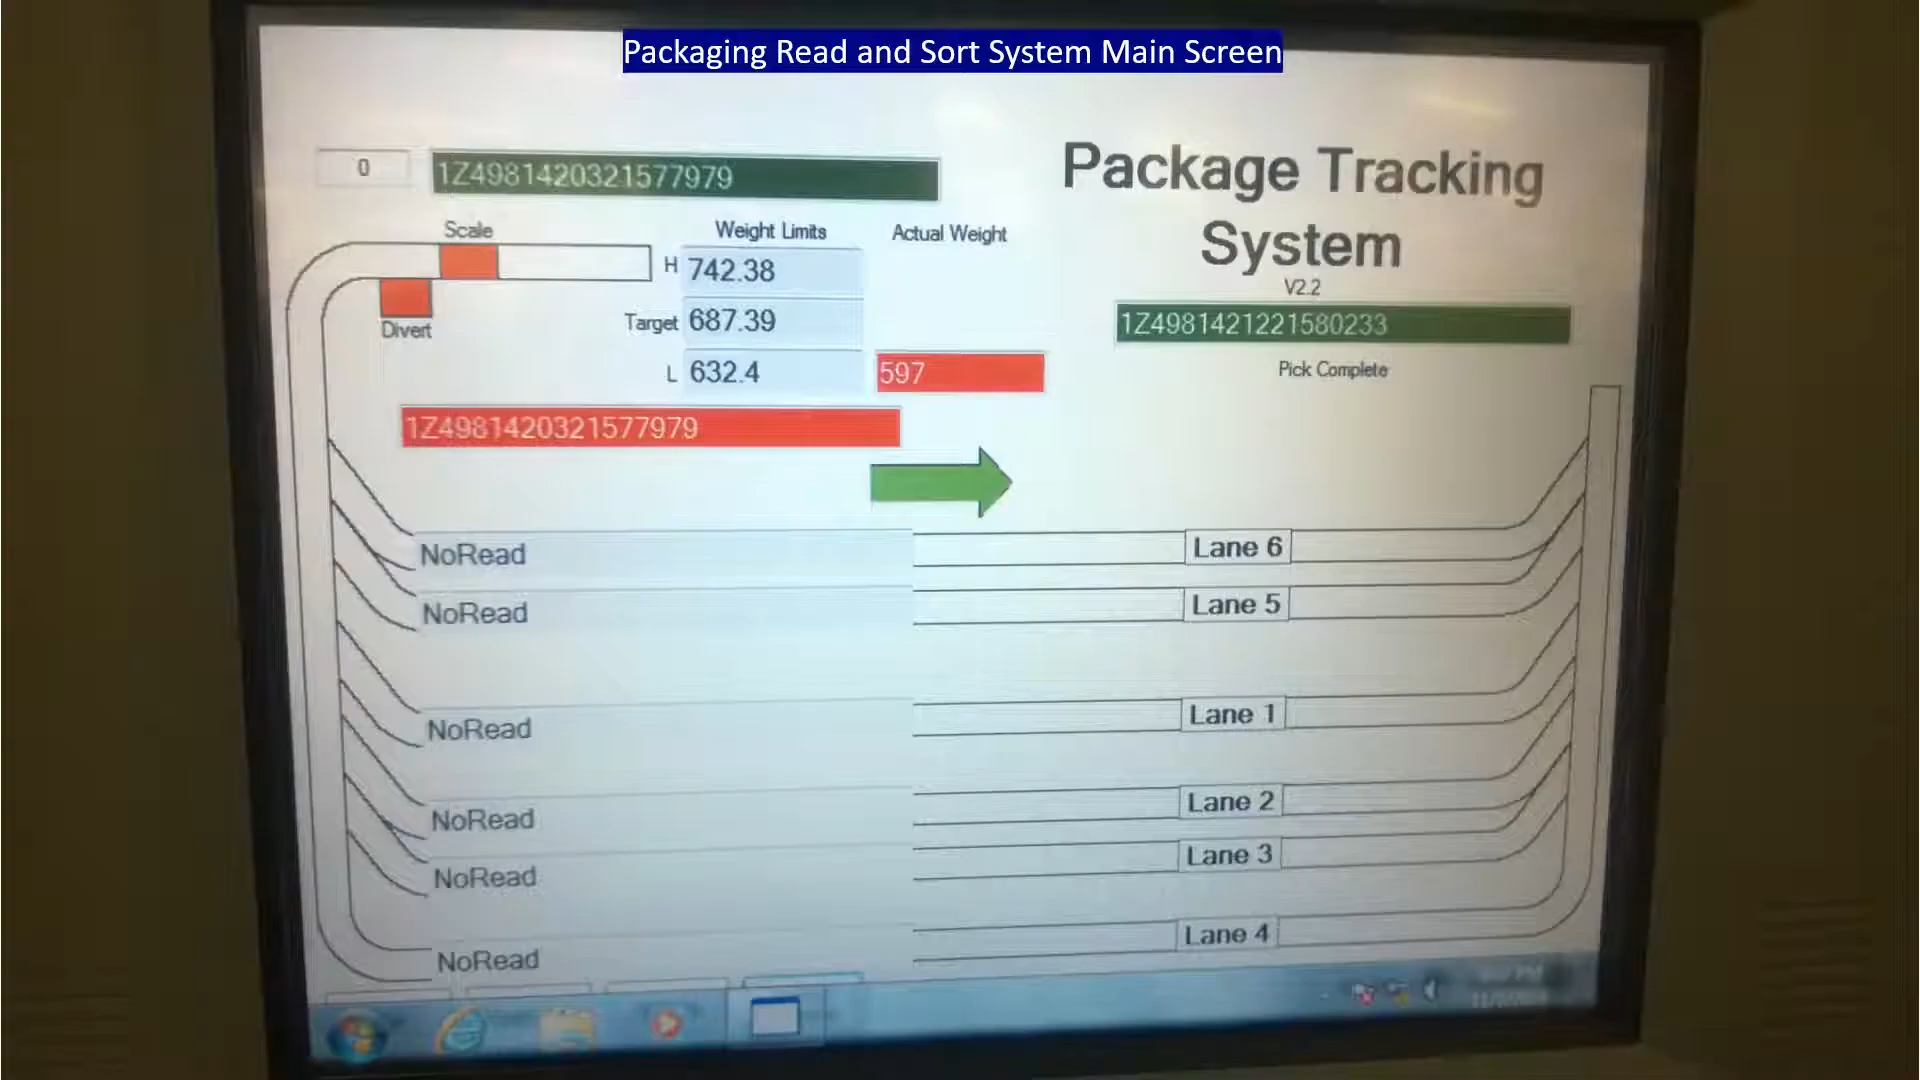 Packaging Read and Sort System Main Screen
0
1Z4981420321577979
Package Tracking
System
V2.2
Scale
Weight Limits
Actual Weight
H 742.38
Divert
Target 687.39
1Z4981421221580233
L 632.4
597
Pick Complete
1Z4981420321577979
NoRead
Lane 6
NoRead
Lane 5
NoRead
Lane 1
NoRead
Lane 2
NoRead
Lane 3
NoRead
Lane 4